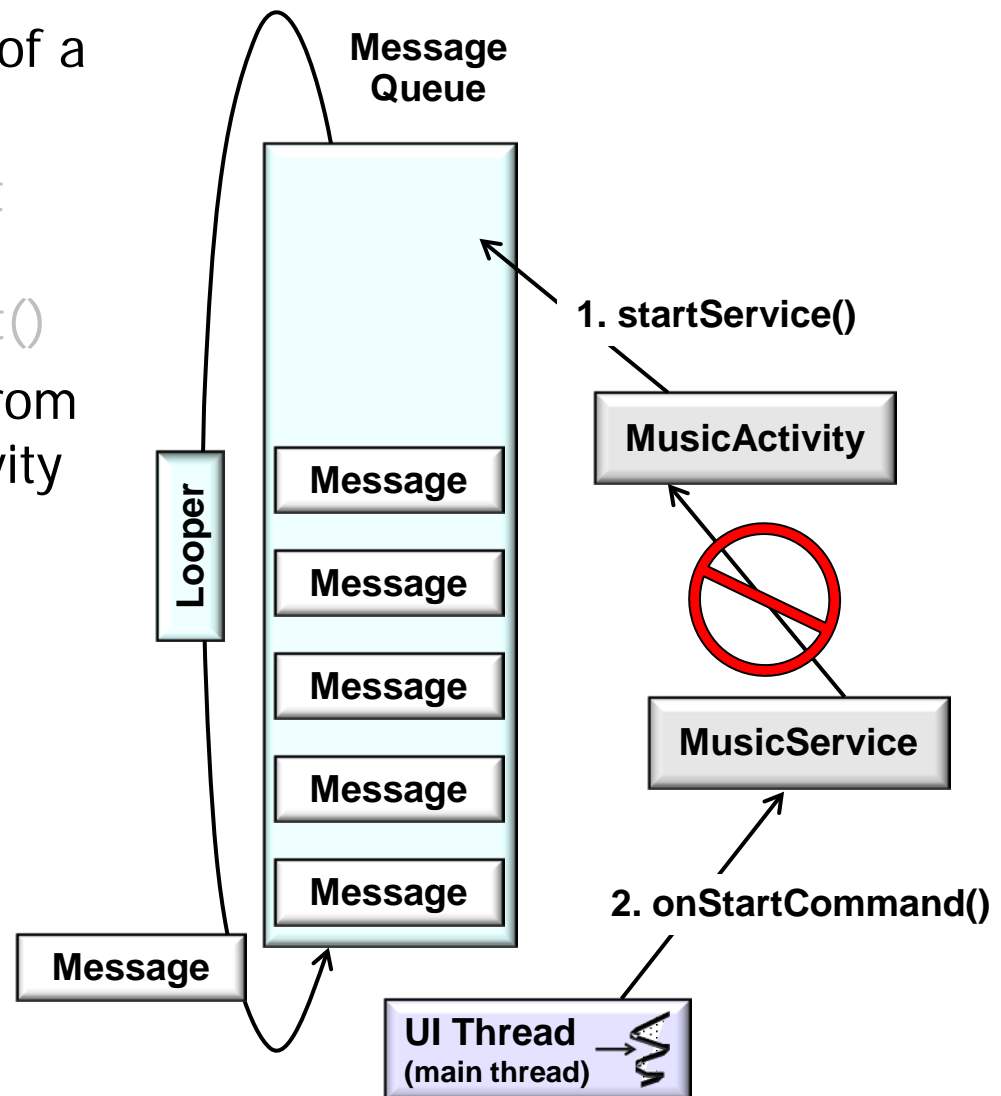 of a
t()
rom
vity
Message
Queue
1. startService()
MusicActivity
Looper
Message
Message
Message
Message
Message
MusicService
2. onStartCommand()
Message
UI Thread
(main thread)